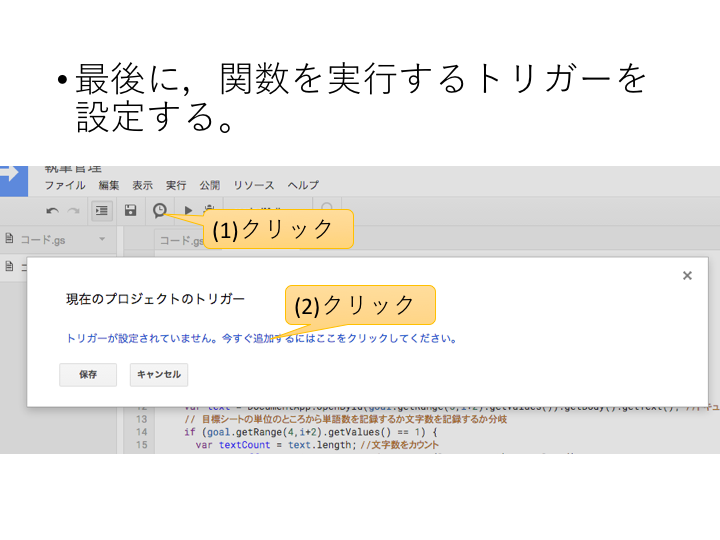 •最後に，関数を実行するトリガーを
設定する。
執筆管理
ファイル 編集 表示 実行 公開 リソース ヘルプ
(1)クリック
コード.gs
コード.gs
現在のプロジェクトのトリガー
(2)クリック
トリガーが設定されていません。今すぐ追加するにはここをクリックしてください。
保存 キャンセル
12 var text = DocumentApp.openById(goal.getRange(
13 // 目標シートの単位のところから単語数を記録するか文字数を記録するか分岐
14 if (goal.getRange(4,i+2).getValues() == 1) {
15 var textCount = text.length; //文字数をカウント